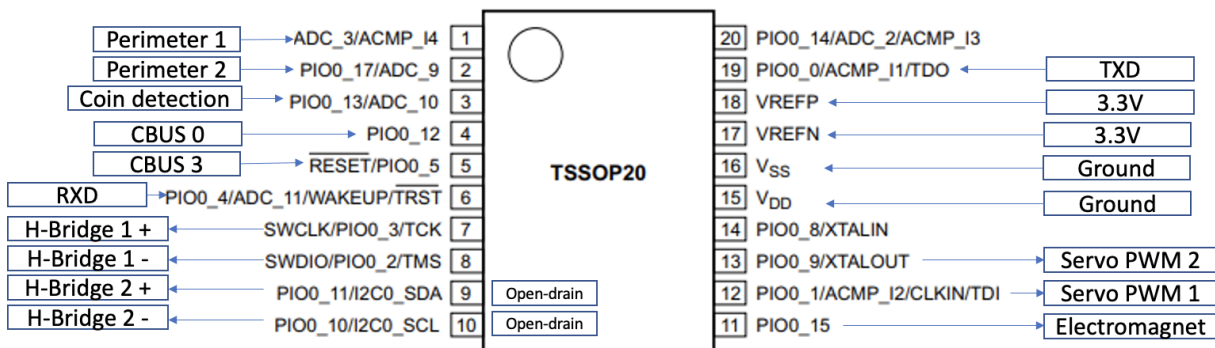 Perimeter 1 ADC_3/ACMP_I4 1 20 PIO0_14/ADC_2/ACMP_I3
Perimeter 2 PIO0_17/ADC_9 2 19 PIO0_0/ACMP_I1/TDO TXD
Coin detection PIO0_13/ADC_10 3 18 VREFP 3.3V
CBUS 0 PIO0_12 4 17 VREFN 3.3V
CBUS 3 RESET/PIO0_5 5 TSSOP20 16 VSS Ground
RXD PIO0_4/ADC_11/WAKEUP/TRST 6 15 VDD Ground
H-Bridge 1 + SWCLK/PIO0_3/TCK 7 14 PIO0_8/XTALIN
H-Bridge 1 - SWDIO/PIO0_2/TMS 8 13 PIO0_9/XTALOUT Servo PWM 2
H-Bridge 2 + PIO0_11/I2C0_SDA 9 Open-drain 12 PIO0_1/ACMP_I2/CLKIN/TDI Servo PWM 1
H-Bridge 2 - PIO0_10/I2C0_SCL 10 Open-drain 11 PIO0_15 Electromagnet